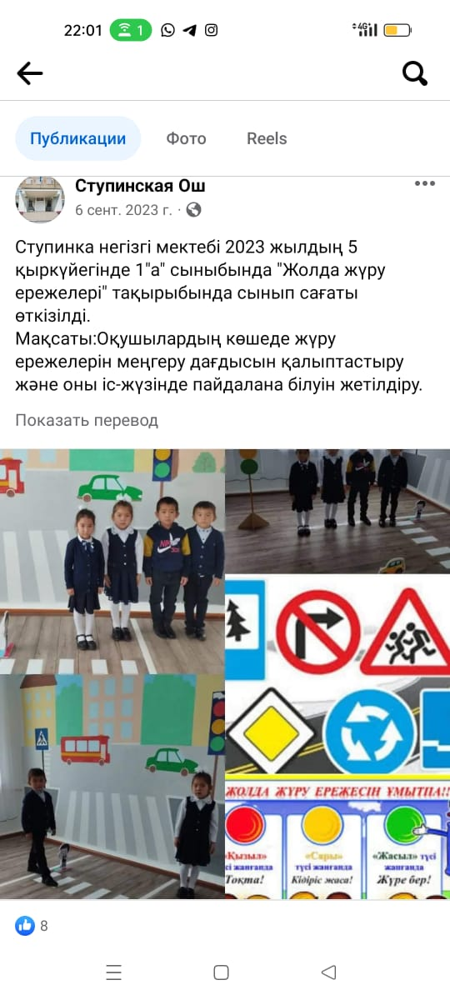 22:01
1
4G
Публикации
Фото
Reels
Ступинская Ош
6 сент. 2023 г. ·
Ступинка негізгі мектебі 2023 жылдың 5
қыркүйегінде 1"а" сыныбында "Жолда жүру
ережелері" тақырыбында сынып сағаты
өткізілді.
Мақсаты:Оқушылардың көшеде жүру
ережелерін меңгеру дағдысын қалыптастыру
және оны іс-жүзінде пайдалана білуін жетілдіру.
Показать перевод
ЖОЛДА ЖҮРУ ЕРЕЖЕСІН ҰМЫТПА!!
«Қызыл»
сі жанғанда
Тоқта!
«Сары»
түсі жанғанда
Кідіріс жаса!
«Жасыл» түсі
жанғанда
Жүре бер!
8